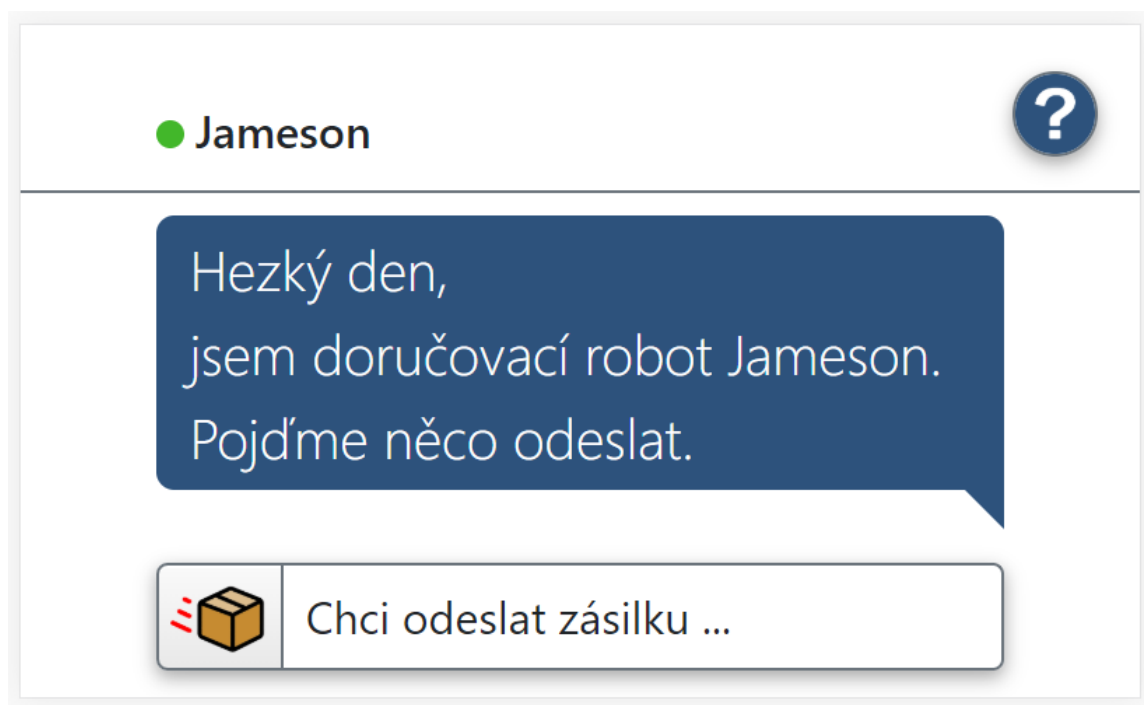 Jameson
?
Hezký den,
jsem doručovací robot Jameson.
Pojďme něco odeslat.
Chci odeslat zásilku ...